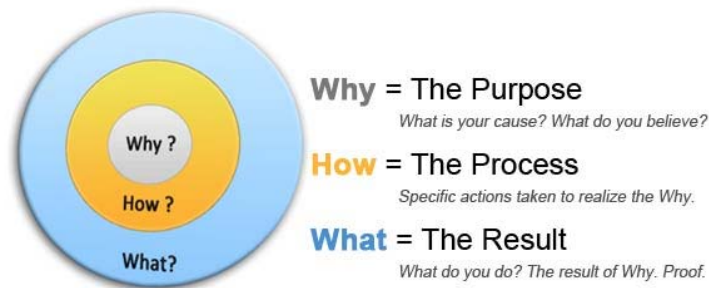 Why ?
How ?
What?
Why = The Purpose
What is your cause? What do you believe?
How = The Process
Specific actions taken to realize the Why.
What = The Result
What do you do? The result of Why. Proof.